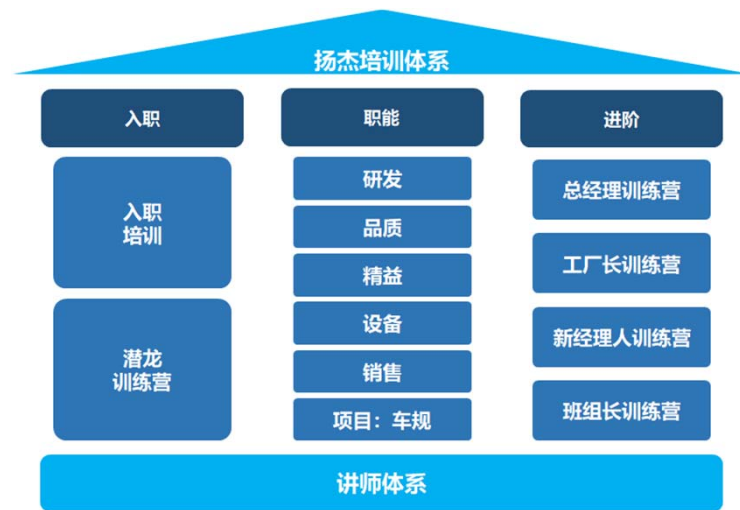 扬杰培训体系
入职
职能
进阶
入职
培训
潜龙
训练营
研发
品质
精益
设备
销售
项目：车规
总经理训练营
工厂长训练营
新经理人训练营
班组长训练营
讲师体系